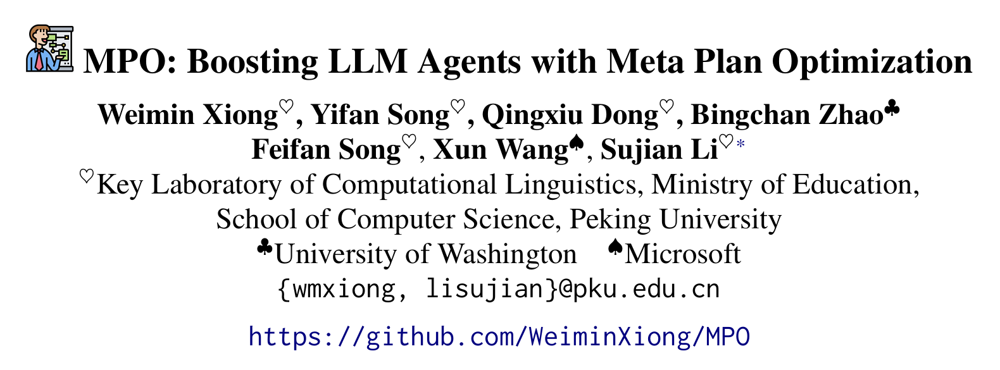 MPO: Boosting LLM Agents with Meta Plan Optimization
Weimin Xiong♡, Yifan Song♡, Qingxiu Dong♡, Bingchan Zhao♣
Feifan Song♡, Xun Wang♠, Sujian Li♡*
♡Key Laboratory of Computational Linguistics, Ministry of Education,
School of Computer Science, Peking University
♣University of Washington ♠Microsoft
{wmxiong, lisujian}@pku.edu.cn
https://github.com/WeiminXiong/MPO